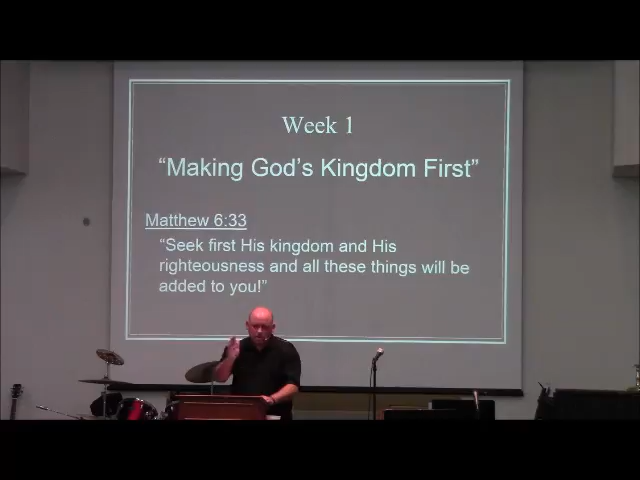 Week 1
“Making God’s Kingdom First”
Matthew 6:33
“Seek first His kingdom and His
righteousness and all these things will be
added to you!”